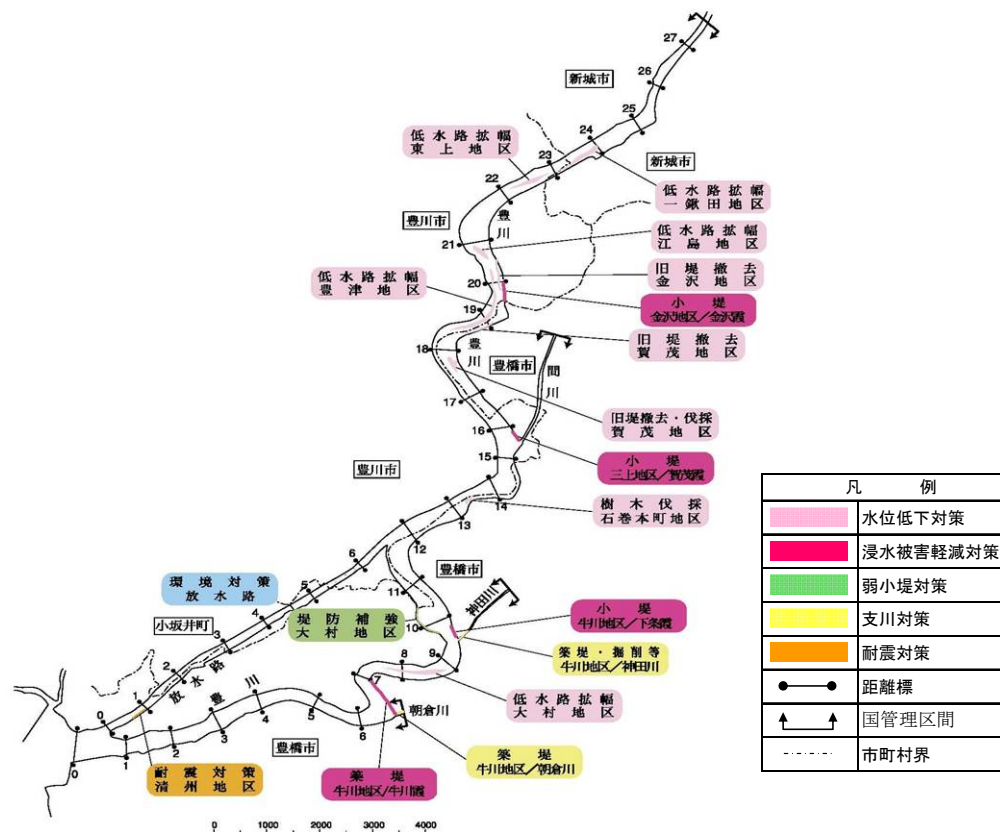 27
新城市
26
25
24
低水路拡幅
東上地区
23
新城市
22
低水路拡幅
一鍬田地区
豊川市
豊川
低水路拡幅
江島地区
21
旧堤撤去
金沢地区
低水路拡幅
豊津地区
20
小堤
金沢地区/金沢霞
19
旧堤撤去
賀茂地区
18
豊川
豊橋市
間川
17
旧堤撤去・伐採
賀茂地区
16
15
小堤
三上地区/賀茂霞
豊川市
14
樹木伐採
石巻本町地区
13
12
6
豊橋市
環境対策
放水路
5
11
神田川
小坂井町
4
堤防補強
大村地区
10
小堤
牛川地区/下条霞
3
築堤・掘削等
牛川地区/神田川
2
放水路
9
8
7
低水路拡幅
大村地区
1
0
豊川
朝倉川
4
5
6
3
2
1
0
豊橋市
築堤
牛川地区/朝倉川
耐震対策
清州地区
築堤
牛川地区/牛川霞
0 1000 2000 3000 4000
凡例
水位低下対策
浸水被害軽減対策
弱小堤対策
支川対策
耐震対策
距離標
国管理区間
市町村界